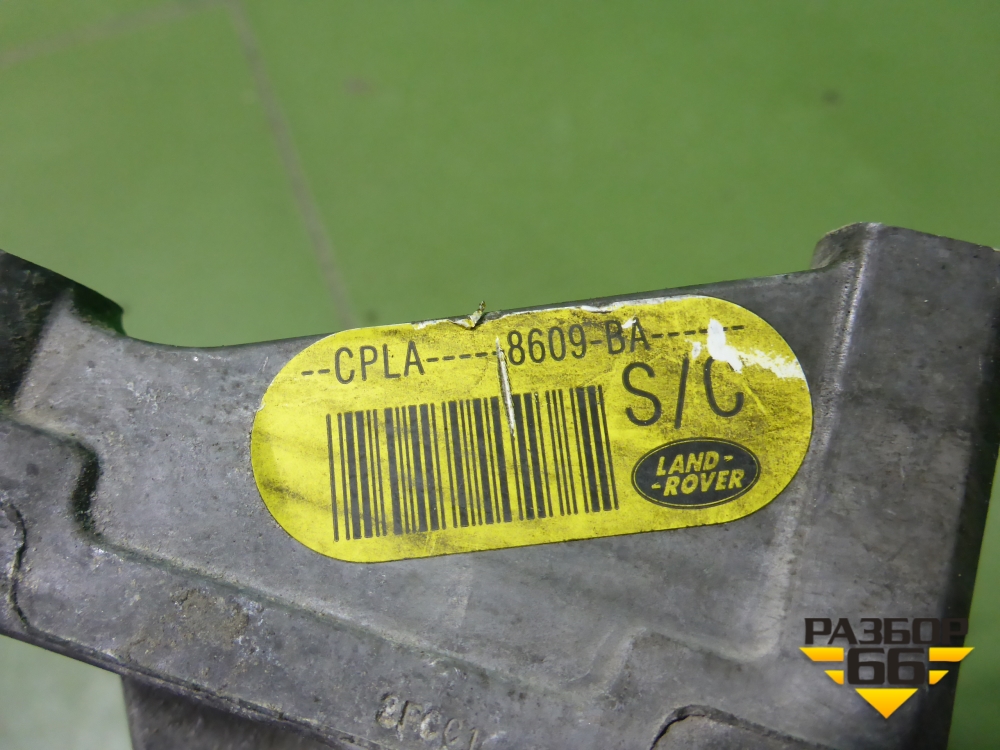 --CPLA-----8609-BA------
S/C
LAND-
-ROVER
РАЗБОР
66